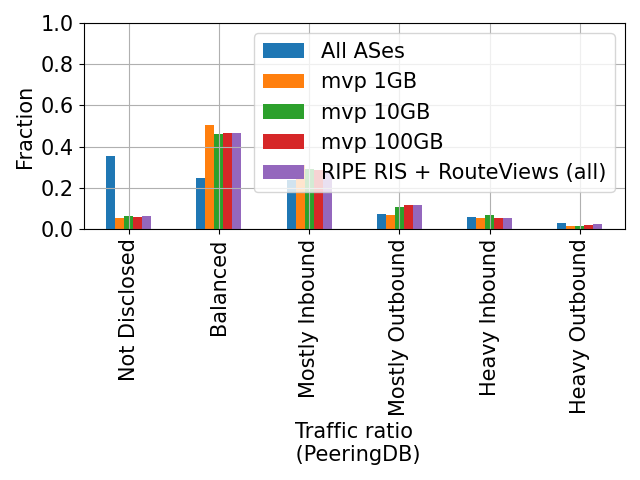 1.0
0.8
0.6
0.4
0.2
0.0
Fraction
All ASes
mvp 1GB
mvp 10GB
mvp 100GB
RIPE RIS + RouteViews (all)
Not Disclosed
Balanced
Mostly Inbound
Mostly Outbound
Heavy Inbound
Heavy Outbound
Traffic ratio
(PeeringDB)